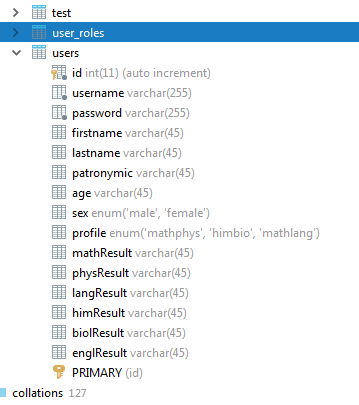 test
user_roles
users
id int(11) (auto increment)
username varchar(255)
password varchar(255)
firstname varchar(45)
lastname varchar(45)
patronymic varchar(45)
age varchar(45)
sex enum('male', 'female')
profile enum('mathphys', 'himbio', 'mathlang')
mathResult varchar(45)
physResult varchar(45)
langResult varchar(45)
himResult varchar(45)
biolResult varchar(45)
englResult varchar(45)
PRIMARY (id)
collations 127